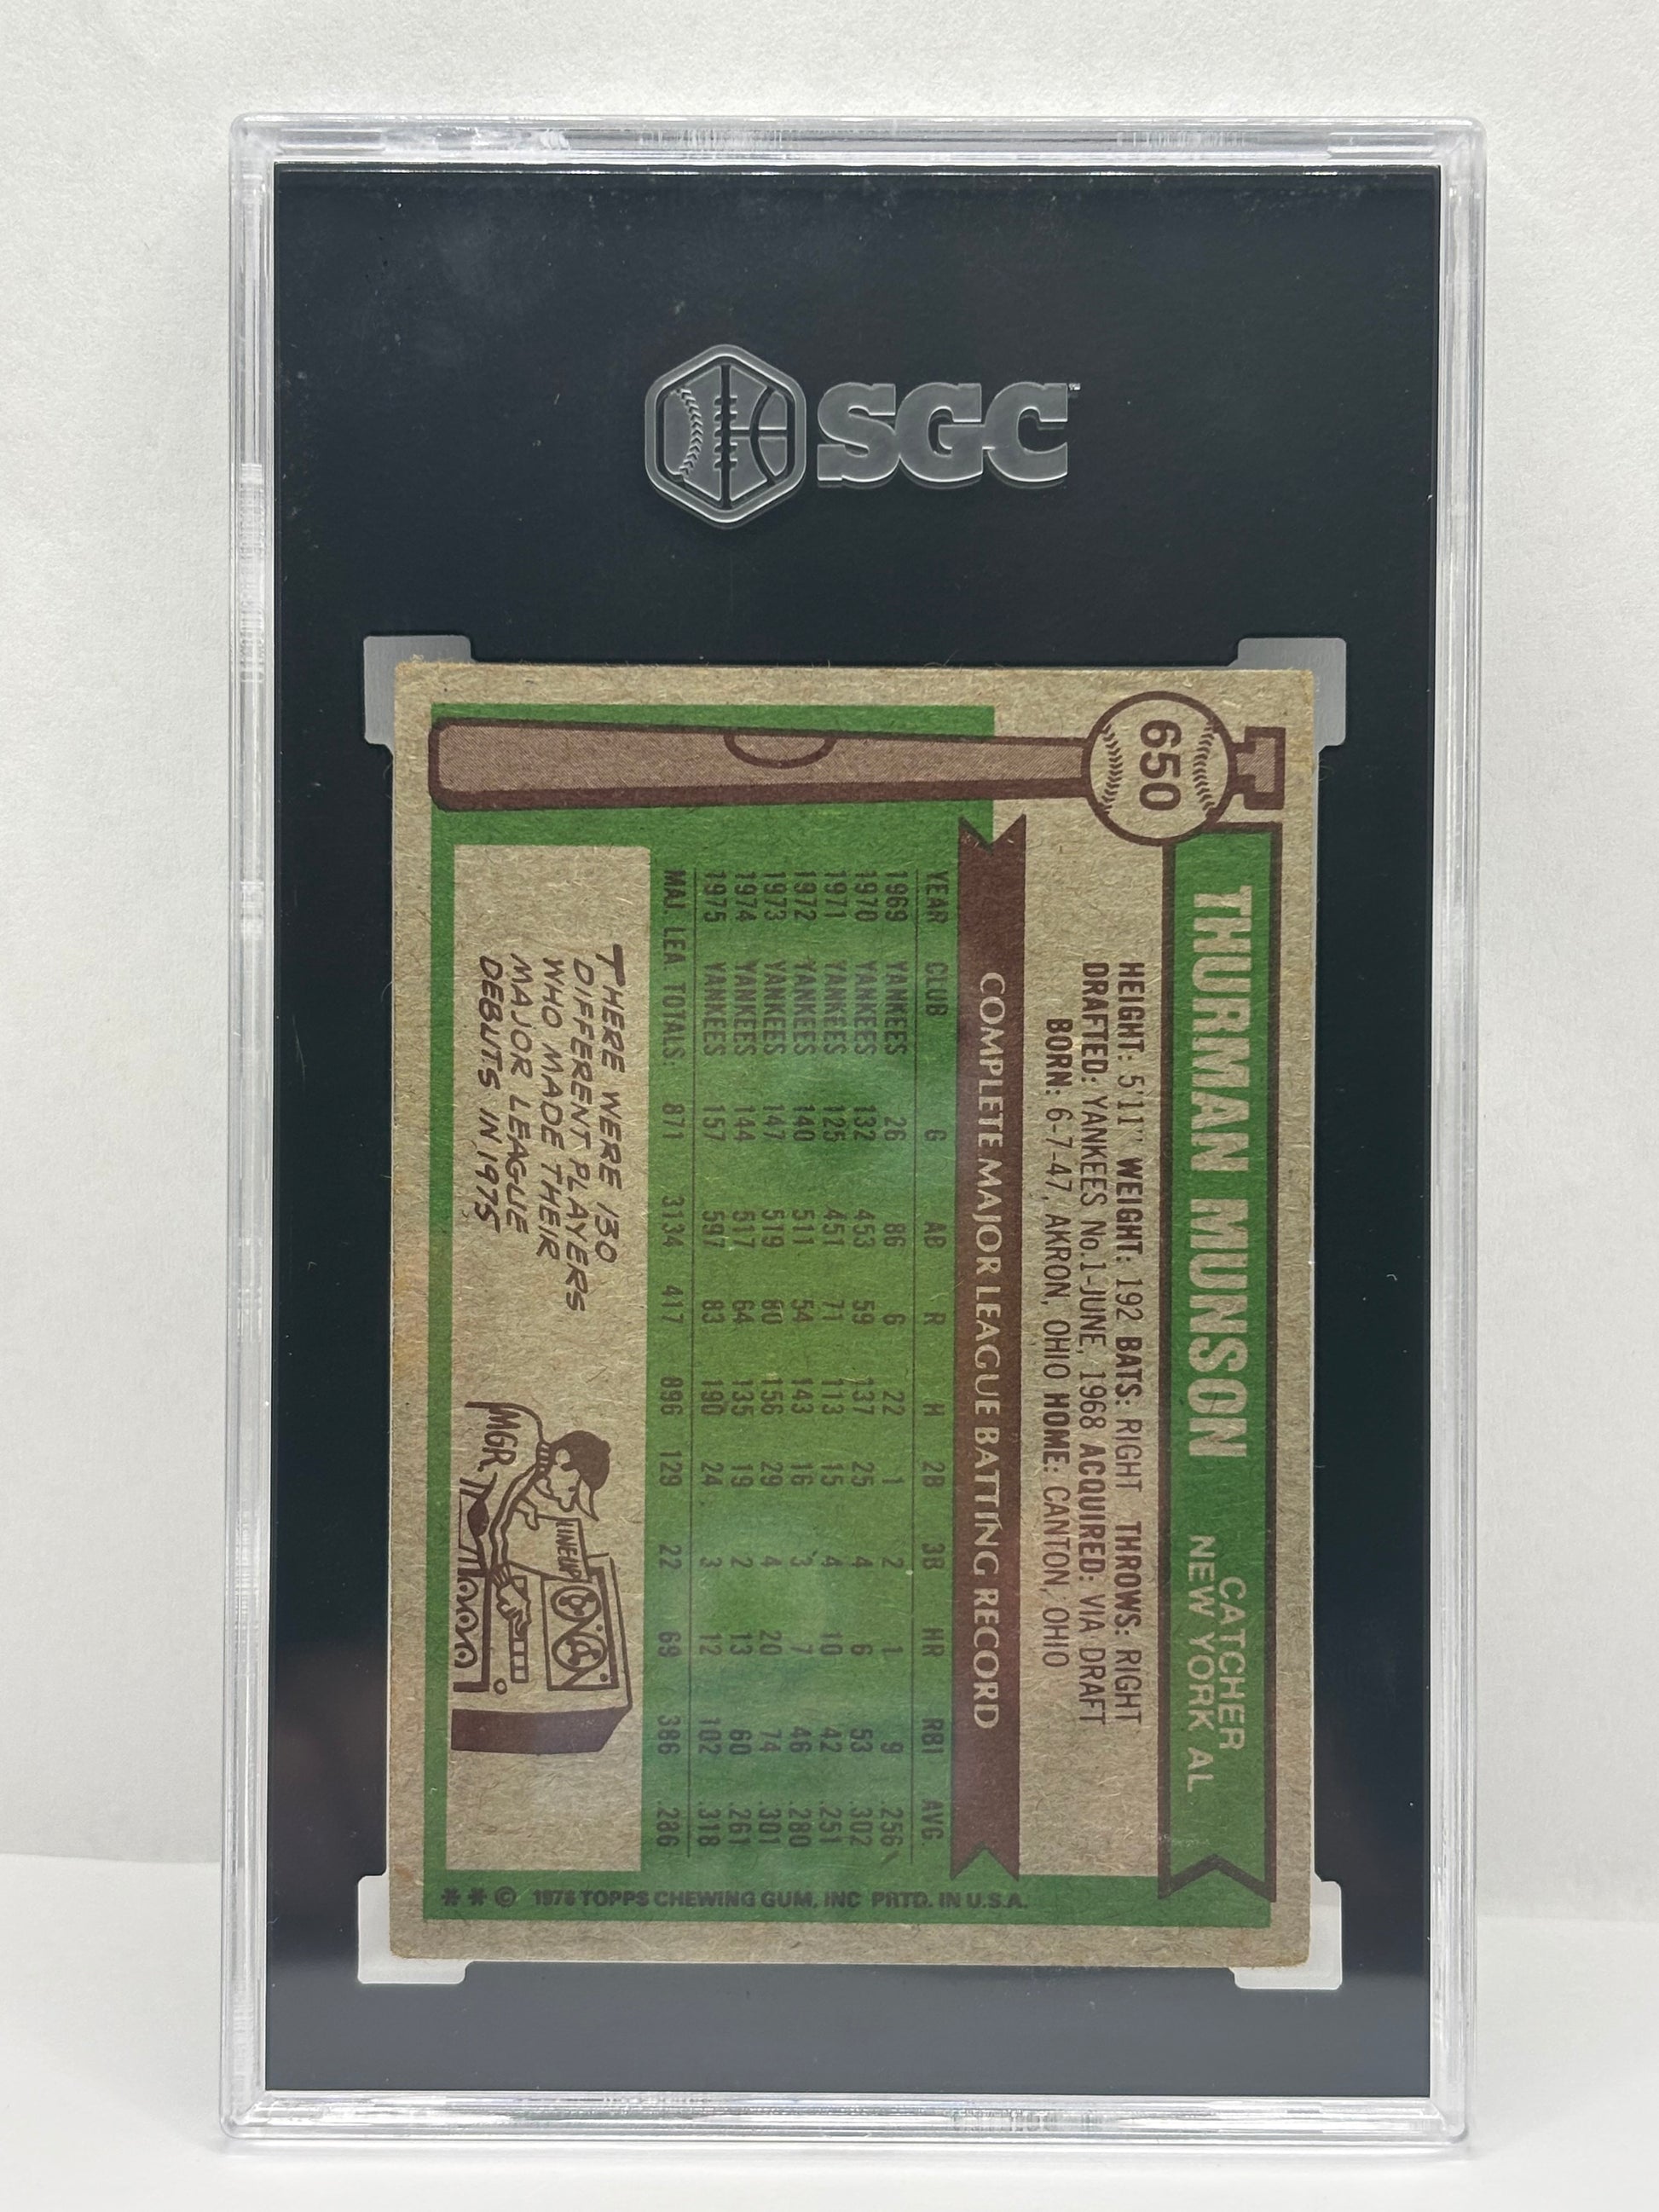 SGC
650
THURMAN MUNSON
CATCHER
NEW YORK AL
HEIGHT: 5'11" WEIGHT: 192 BATS: RIGHT THROWS: RIGHT
DRAFTED: YANKEES No.1-JUNE, 1968 ACQUIRED: VIA DRAFT
BORN: 6-7-47, AKRON, OHIO HOME: CANTON, OHIO
COMPLETE MAJOR LEAGUE BATTING RECORD
YEAR CLUB G AB R H 2B 3B HR RBI AVG.
1969 YANKEES 26 86 6 22 1 2 1 9 .256
1970 YANKEES 132 453 59 137 25 4 6 53 .302
1971 YANKEES 125 451 71 113 15 4 10 42 .251
1972 YANKEES 140 511 54 143 16 3 7 46 .280
1973 YANKEES 147 519 80 156 29 4 20 74 .301
1974 YANKEES 144 517 64 135 19 2 13 60 .261
1975 YANKEES 157 597 83 190 24 3 12 102 .318
MAJ. LEA. TOTALS: 871 3134 417 896 129 22 69 386 .286
THERE WERE 130
DIFFERENT PLAYERS
WHO MADE THEIR
MAJOR LEAGUE
DEBUTS IN 1975
LINEUP
MGR.
* * © 1976 TOPPS CHEWING GUM, INC PRTD. IN U.S.A.